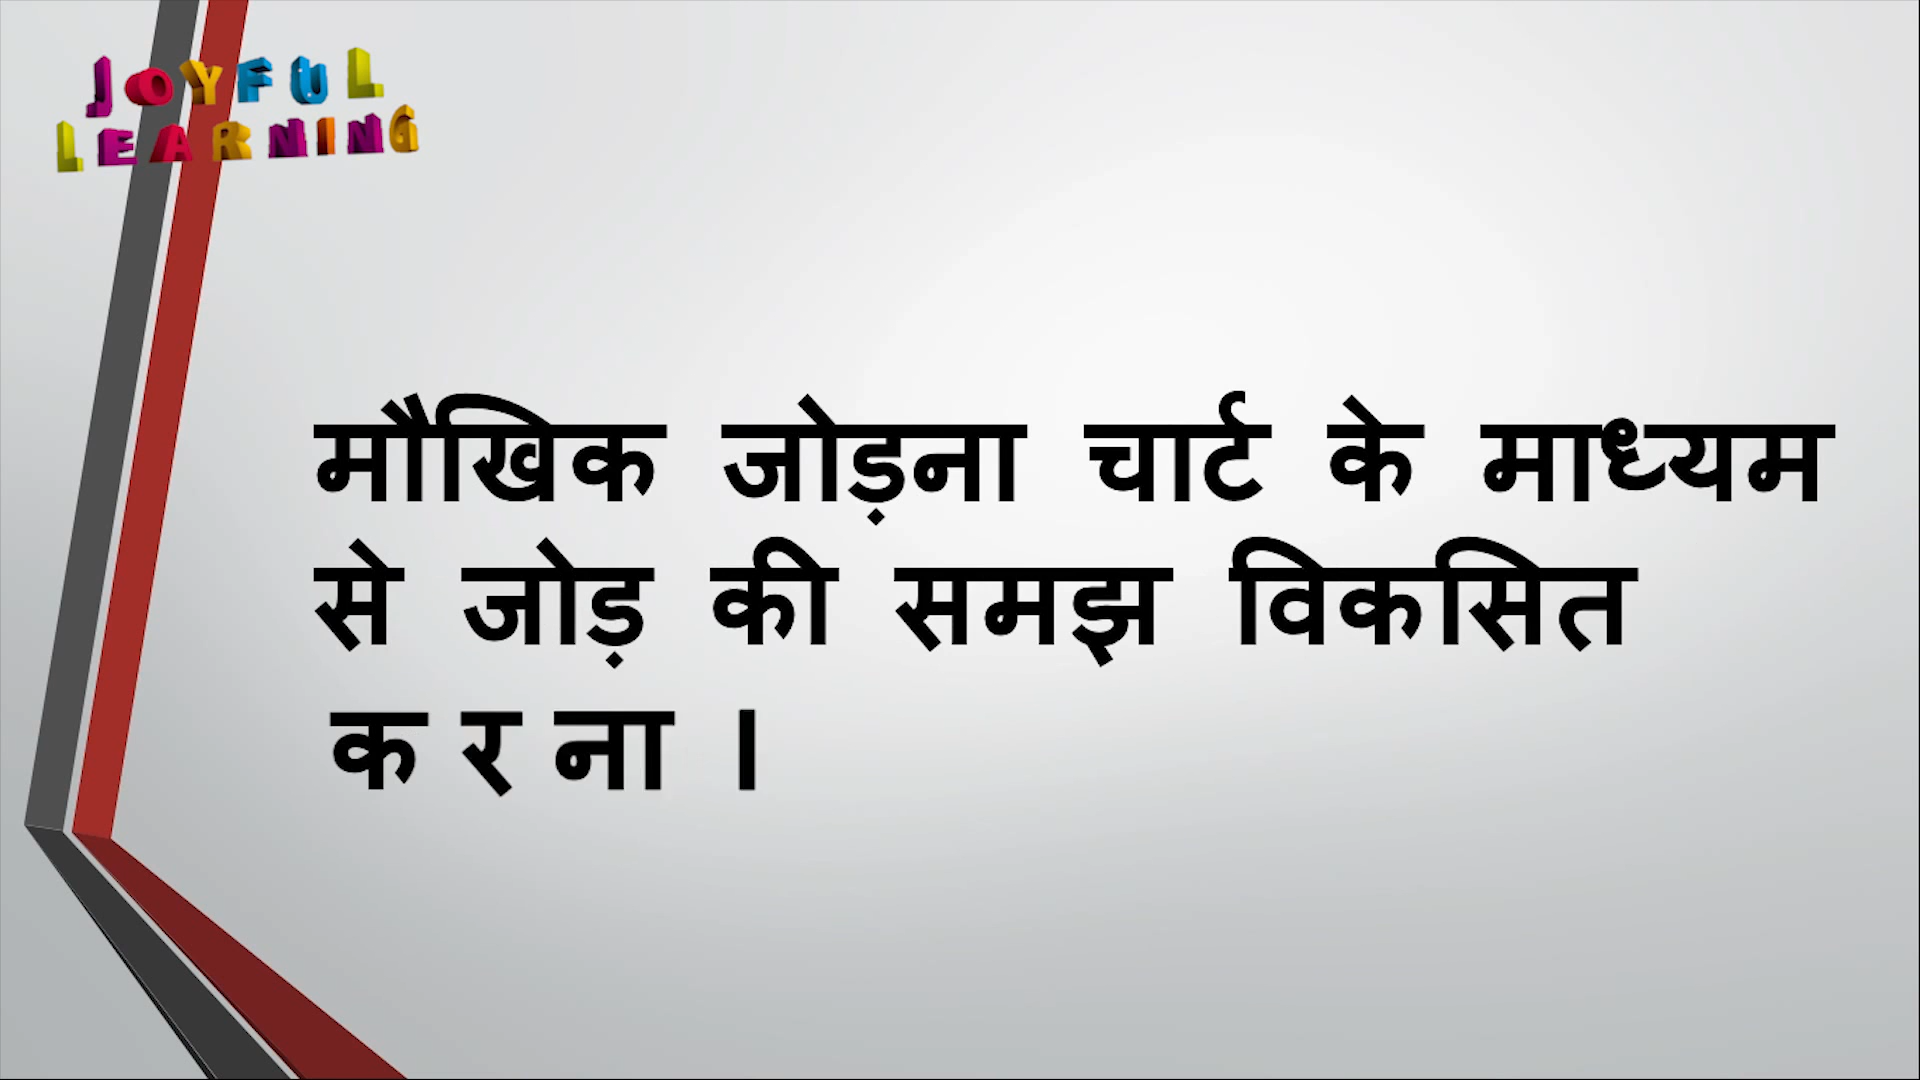 JOYFUL
LEARNING
मौखिक जोड़ना चार्ट के माध्यम
से जोड़ की समझ विकसित
क र ना ।